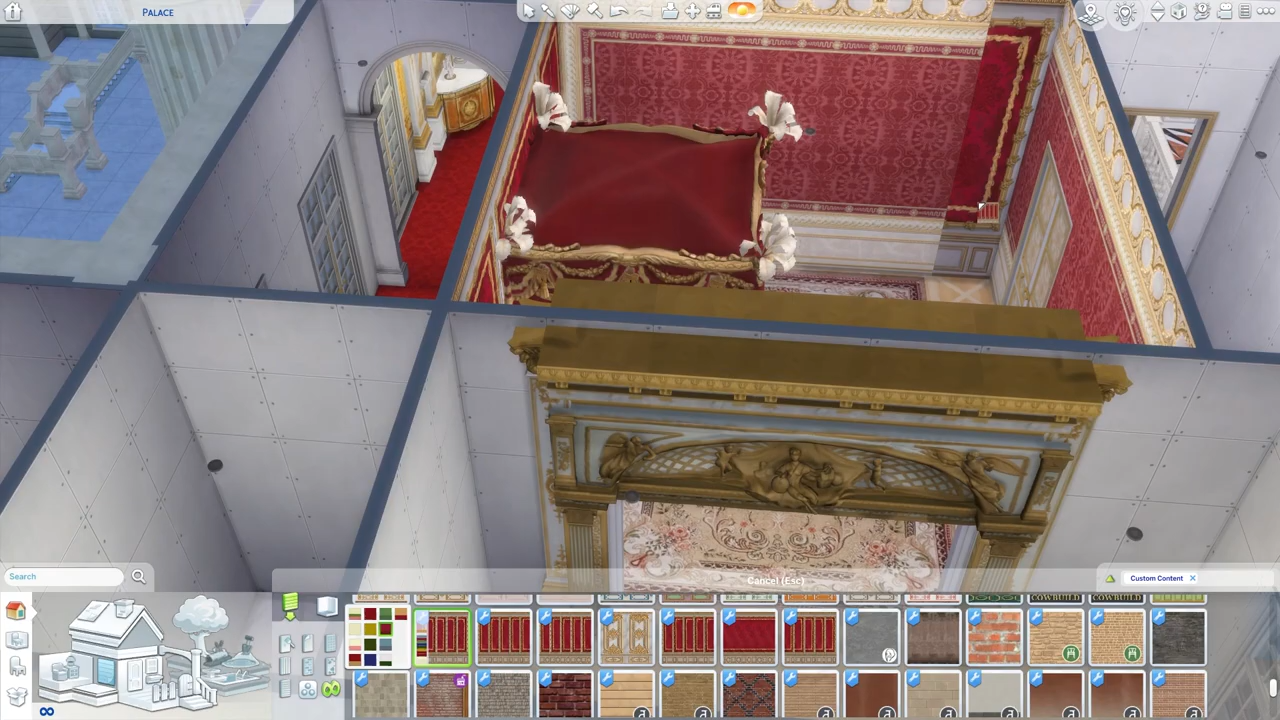 PALACE
Cancel (Esc)
Search
Custom Content
COWBUILD
COWBUILD